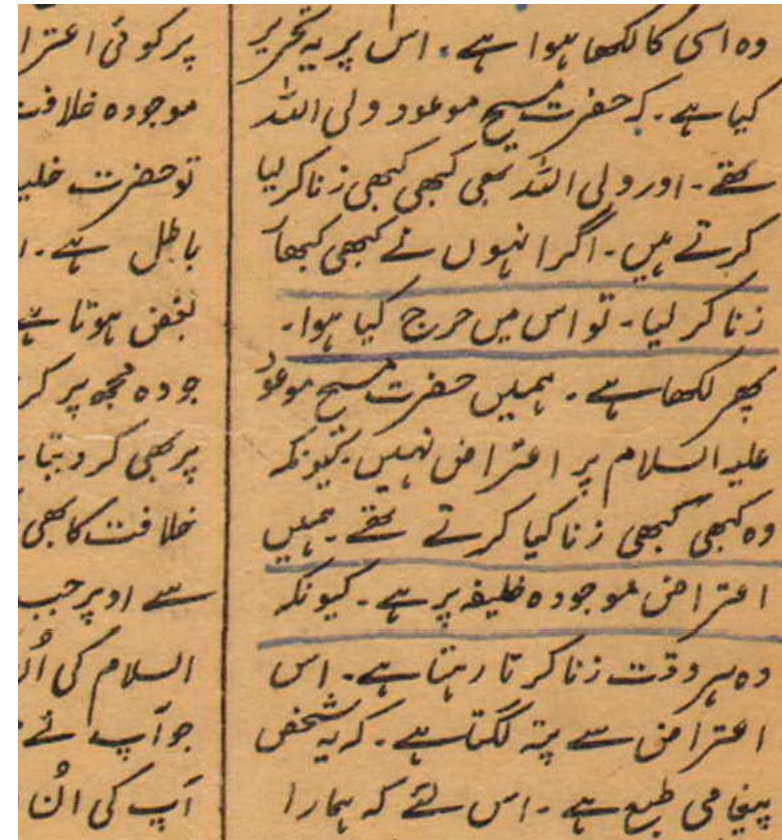 وہ اسی کا لکھا ہوا ہے۔ اس پر یہ تحریر
کیا ہے۔ کہ حضرت مسیح موعود ولی اللہ
تھے۔ اور ولی اللہ بھی کبھی کبھی زنا کر لیا
کرتے ہیں۔ اگر انہوں نے کبھی کبھا
زنا کر لیا۔ تو اس میں حرج کیا ہوا۔
پھر لکھا ہے۔ ہمیں حضرت مسیح موعود
علیہ السلام پر اعتراض نہیں کیونکہ
وہ کبھی کبھی زنا کیا کرتے تھے۔ ہمیں
اعتراض موجودہ خلیفہ پر ہے۔ کیونکہ
وہ ہر وقت زنا کرتا رہتا ہے۔ اس
اعتراض سے پتہ لگتا ہے۔ کہ یہ شخص
پیغامی طبع ہے۔ اس لئے کہ ہمارا
پر کوئی اعترا
موجودہ خلافت
تو حضرت خلیہ
باطل ہے۔ ا
بغض ہوتا ہے
جو وہ مجھ پر کر
پر بھی کر دیتا
خلافت کا بھی
سے اوپر جب
السلام کی اُن
جو آپ نے
آپ کی اُن